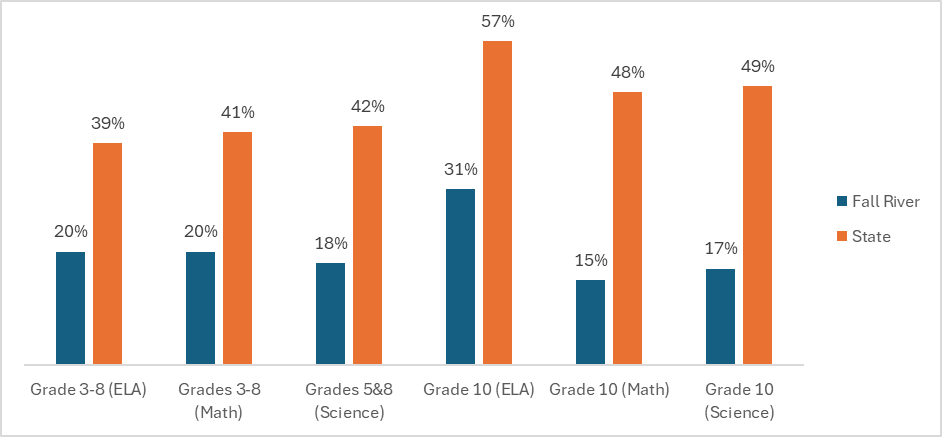 57%
48%
49%
39%
41%
42%
31%
20%
20%
18%
15%
17%
Fall River
State
Grade 3-8 (ELA)
Grades 3-8
(Math)
Grades 5&8
(Science)
Grade 10 (ELA)
Grade 10 (Math)
Grade 10
(Science)